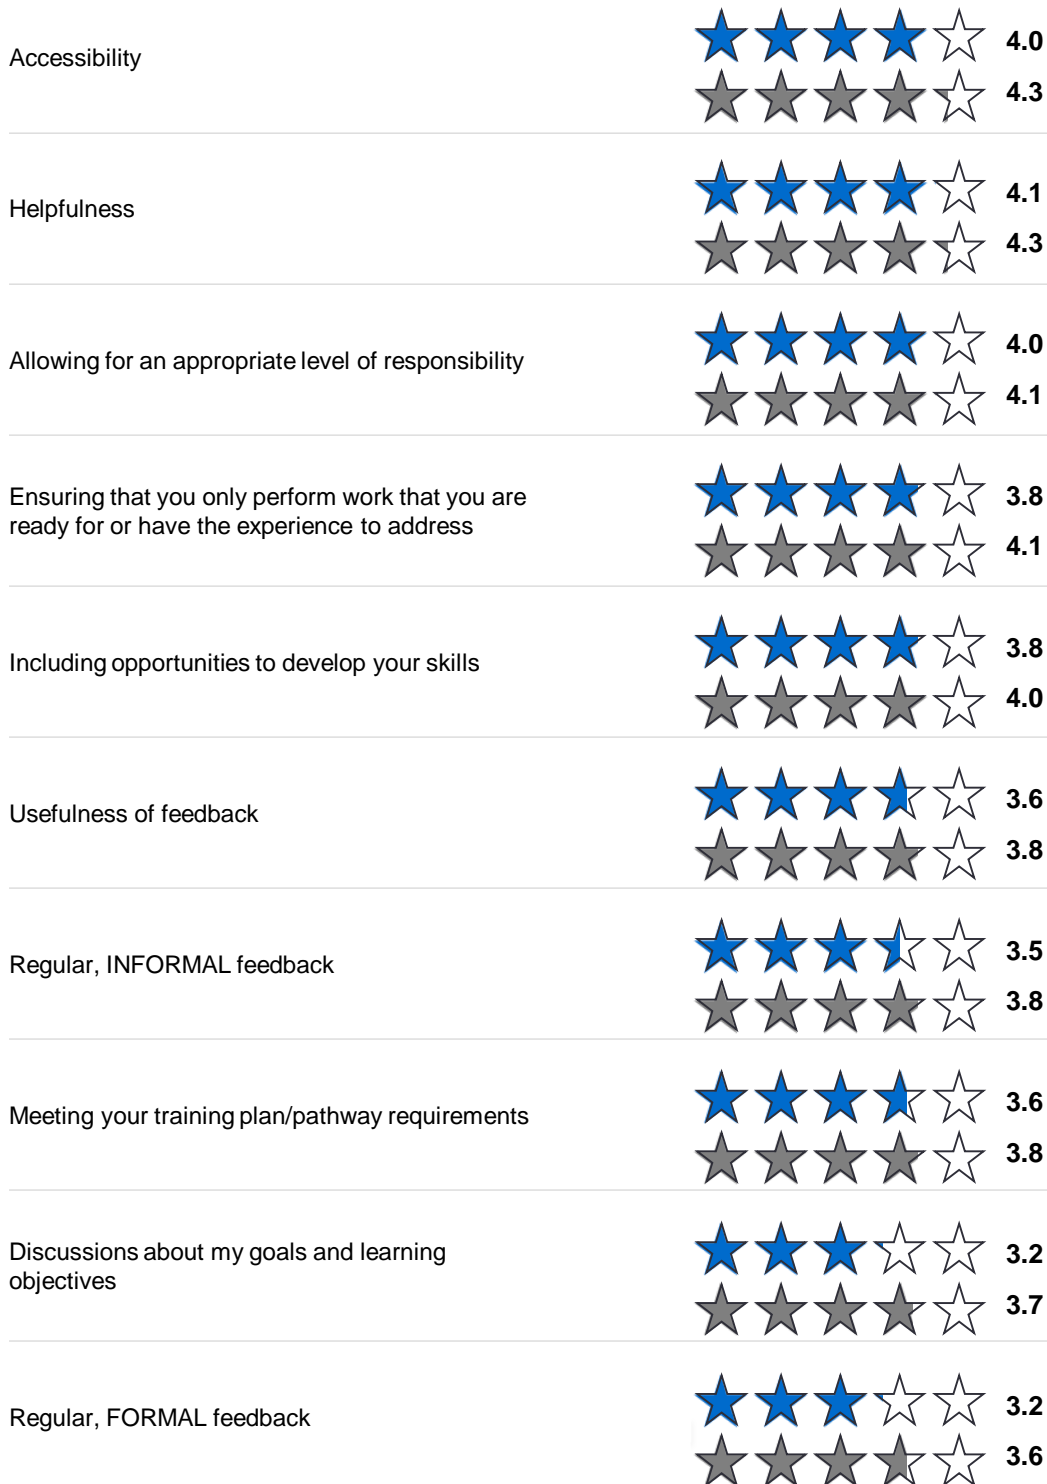 Accessibility
4.0
4.3
Helpfulness
4.1
4.3
Allowing for an appropriate level of responsibility
4.0
4.1
Ensuring that you only perform work that you are
ready for or have the experience to address
3.8
4.1
Including opportunities to develop your skills
3.8
4.0
Usefulness of feedback
3.6
3.8
Regular, INFORMAL feedback
3.5
3.8
Meeting your training plan/pathway requirements
3.6
3.8
Discussions about my goals and learning
objectives
3.2
3.7
Regular, FORMAL feedback
3.2
3.6